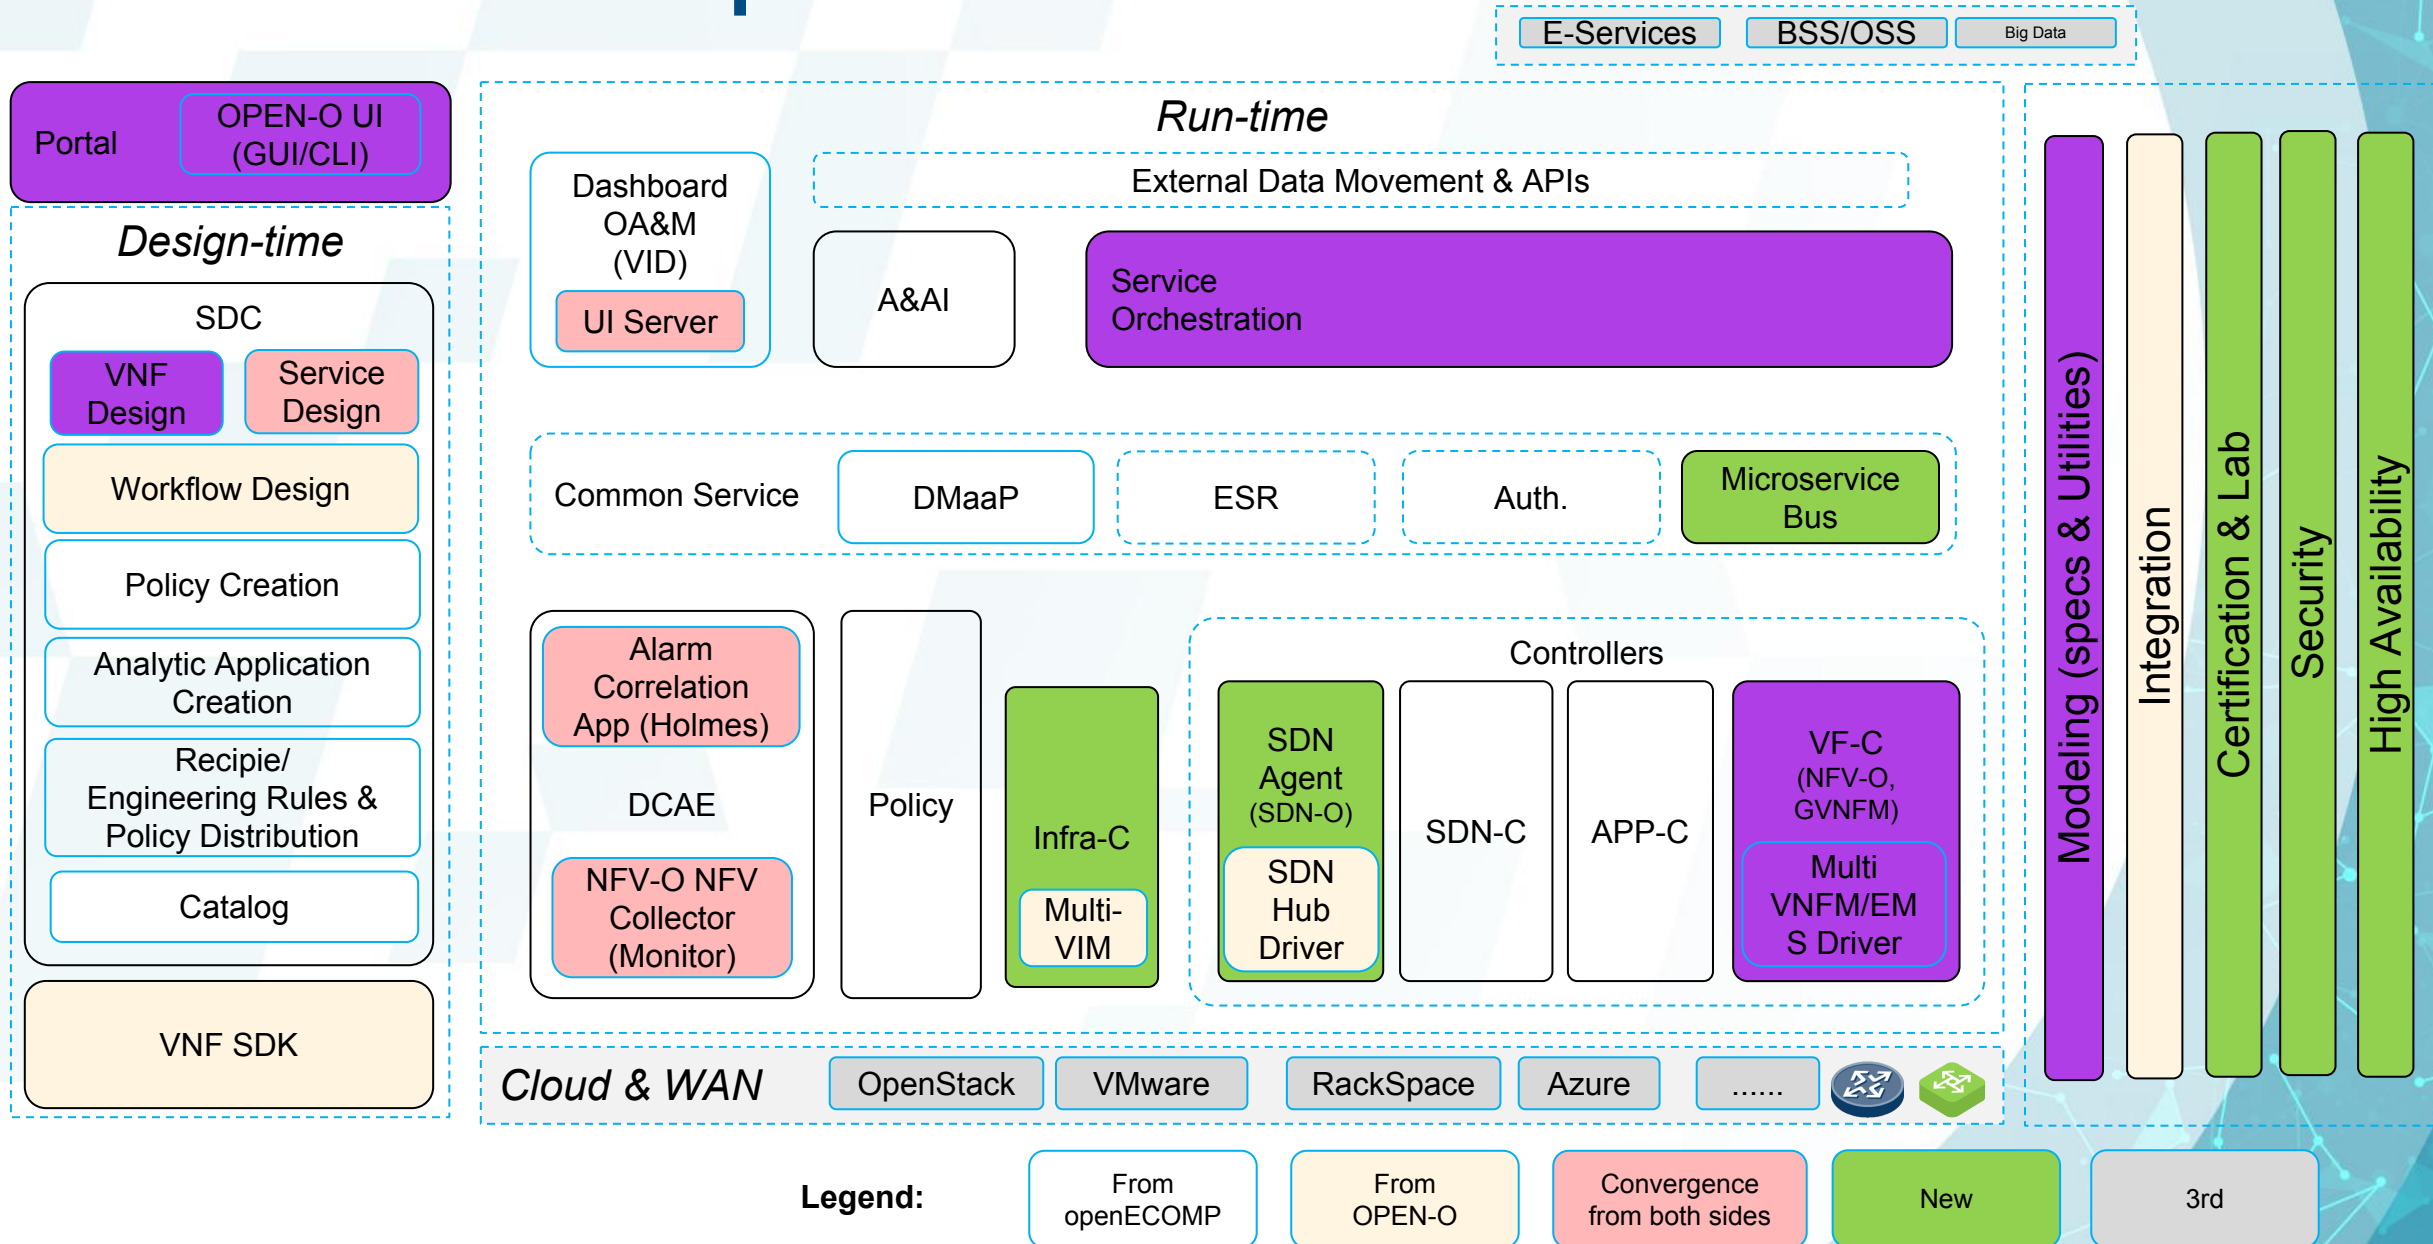 E-Services
BSS/OSS
Big Data
Portal
OPEN-O UI
(GUI/CLI)
Design-time
SDC
VNF
Design
Service
Design
Workflow Design
Policy Creation
Analytic Application
Creation
Recipie/
Engineering Rules &
Policy Distribution
Catalog
VNF SDK
Run-time
Dashboard
OA&M
(VID)
UI Server
External Data Movement & APIs
A&AI
Service
Orchestration
Common Service
DMaaP
ESR
Auth.
Microservice
Bus
Alarm
Correlation
App (Holmes)
DCAE
NFV-O NFV
Collector
(Monitor)
Policy
Infra-C
Multi-
VIM
Controllers
SDN
Agent
(SDN-O)
SDN
Hub
Driver
SDN-C
APP-C
VF-C
(NFV-O,
GVNFM)
Multi
VNFM/EM
S Driver
Cloud & WAN
OpenStack
VMware
RackSpace
Azure
......
Modeling (specs & Utilities)
Integration
Certification & Lab
Security
High Availability
Legend:
From
openECOMP
From
OPEN-O
Convergence
from both sides
New
3rd